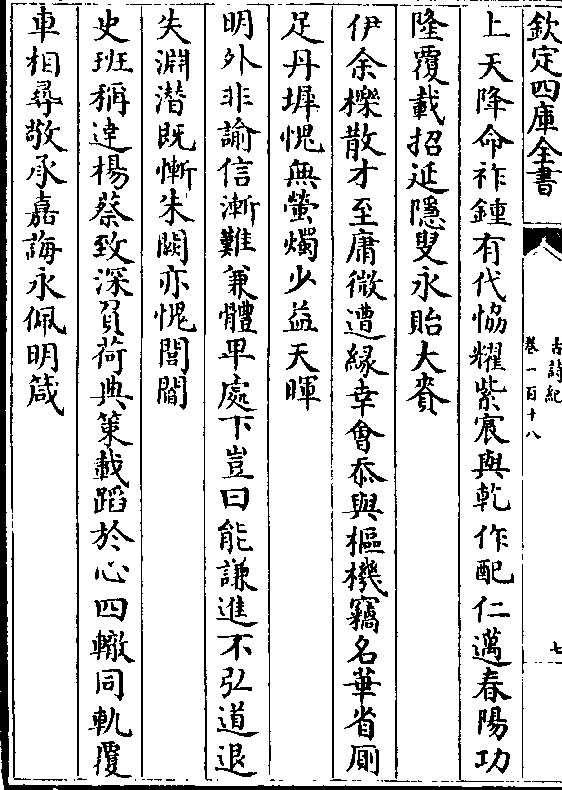 欽定四庫全書
古詩紀
卷一百十八
七
上天降命祚鍾有代恊耀紫宸與乾作配仁邁春陽功
隆覆載招延隱叟永貽大賚
伊余櫟散才至庸微遭緣幸會忝與樞機竊名華省厠
足丹墀愧無螢燭少益天暉
明外非諭信漸難兼體卑處下豈曰能謙進不弘道退
失淵潜既慚朱闕亦愧閭閻
史班稱達楊蔡致深負荷典策載蹈於心四轍同軌覆
車相尋敬承嘉誨永佩明箴